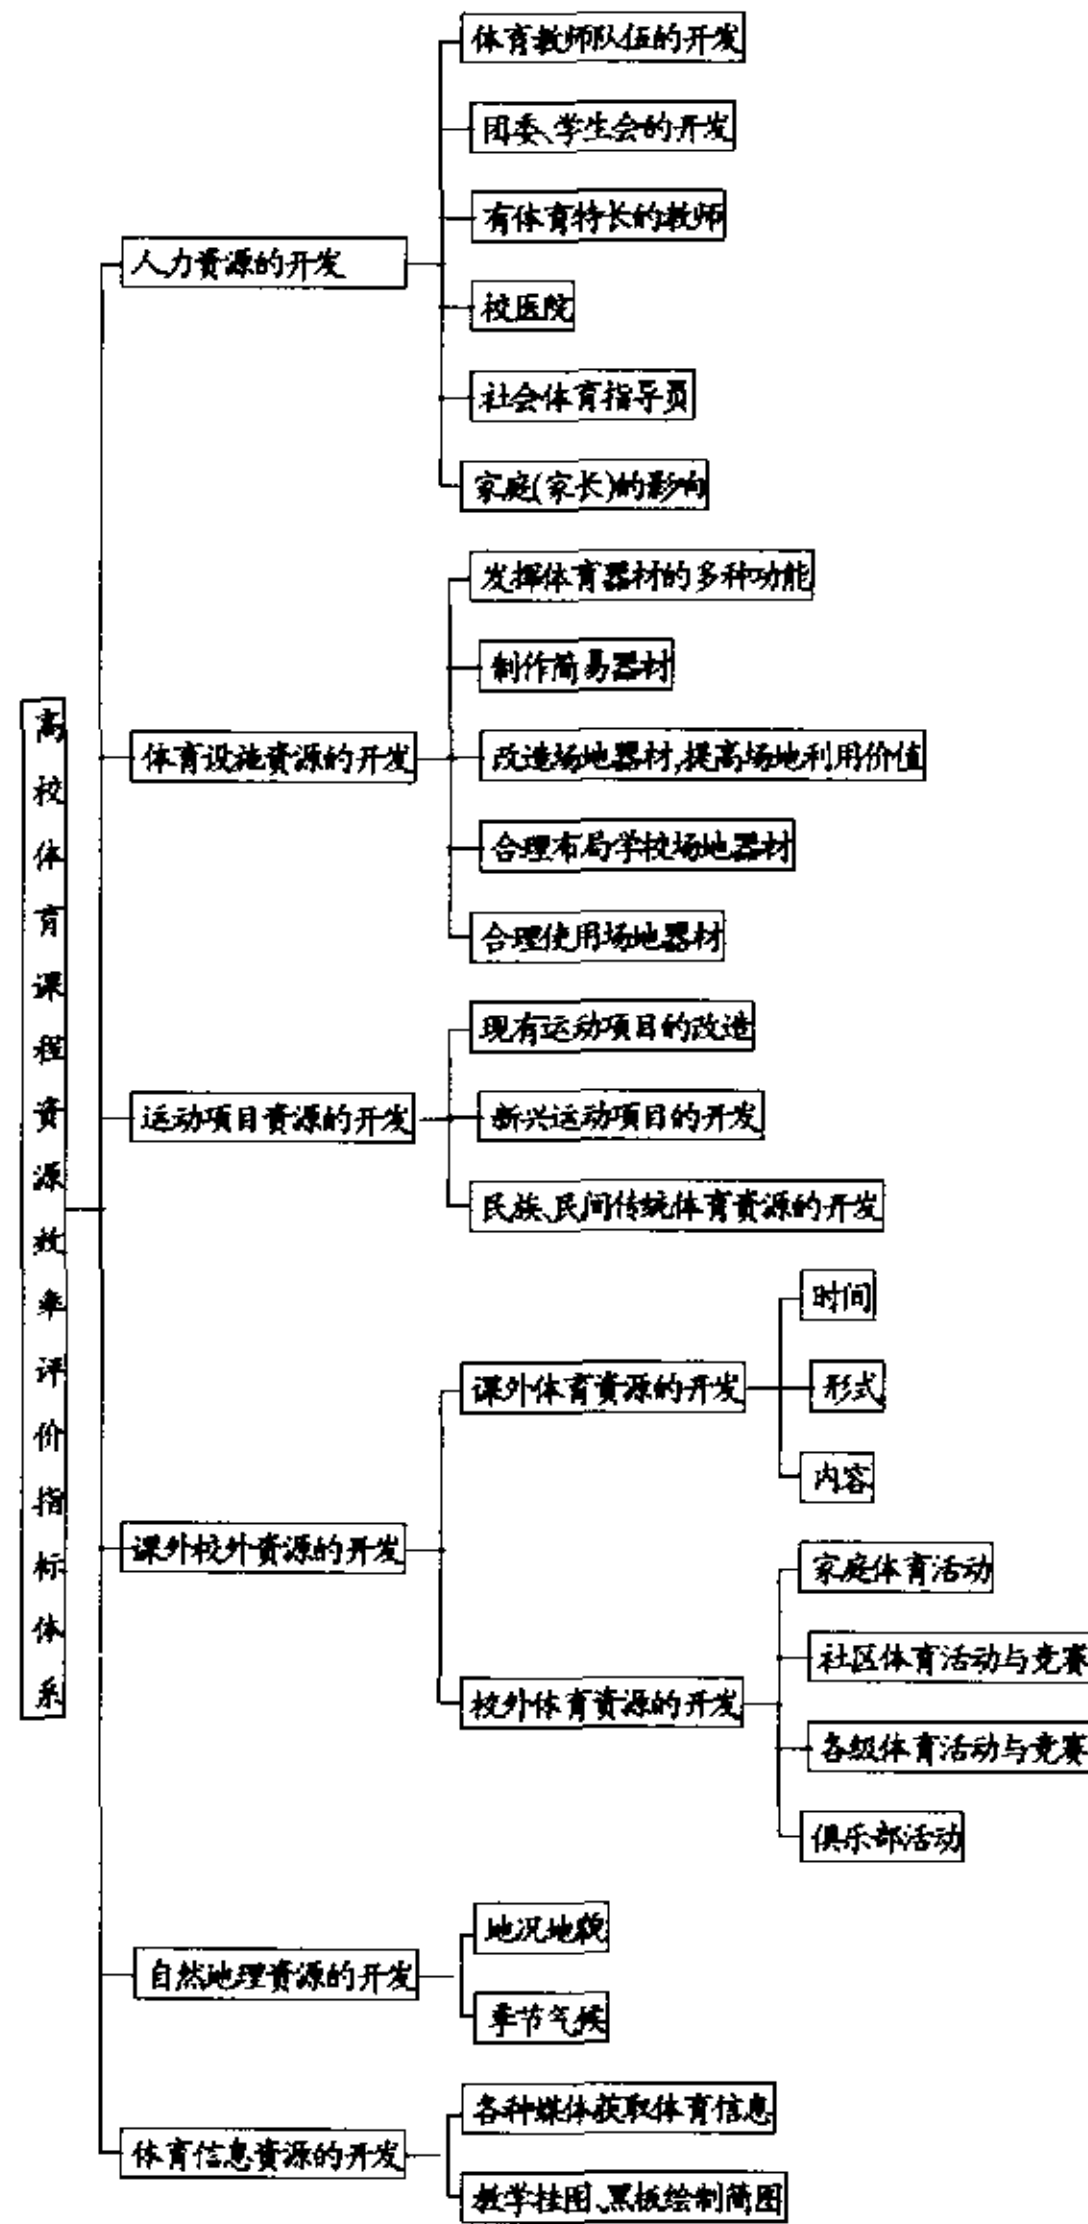 高校体育课程资源效率评价指标体系
人力资源的开发
体育教师队伍的开发
团委、学生会的开发
有体育特长的教师
校医院
社会体育指导员
家庭(家长)的影响
体育设施资源的开发
发挥体育器材的多种功能
制作简易器材
改造场地器材,提高场地利用价值
合理布局学校场地器材
合理使用场地器材
运动项目资源的开发
现有运动项目的改造
新兴运动项目的开发
民族、民间传统体育资源的开发
课外校外资源的开发
课外体育资源的开发
时间
形式
内容
校外体育资源的开发
家庭体育活动
社区体育活动与竞赛
各级体育活动与竞赛
俱乐部活动
自然地理资源的开发
地况地貌
季节气候
体育信息资源的开发
各种媒体获取体育信息
教学挂图、黑板绘制简图